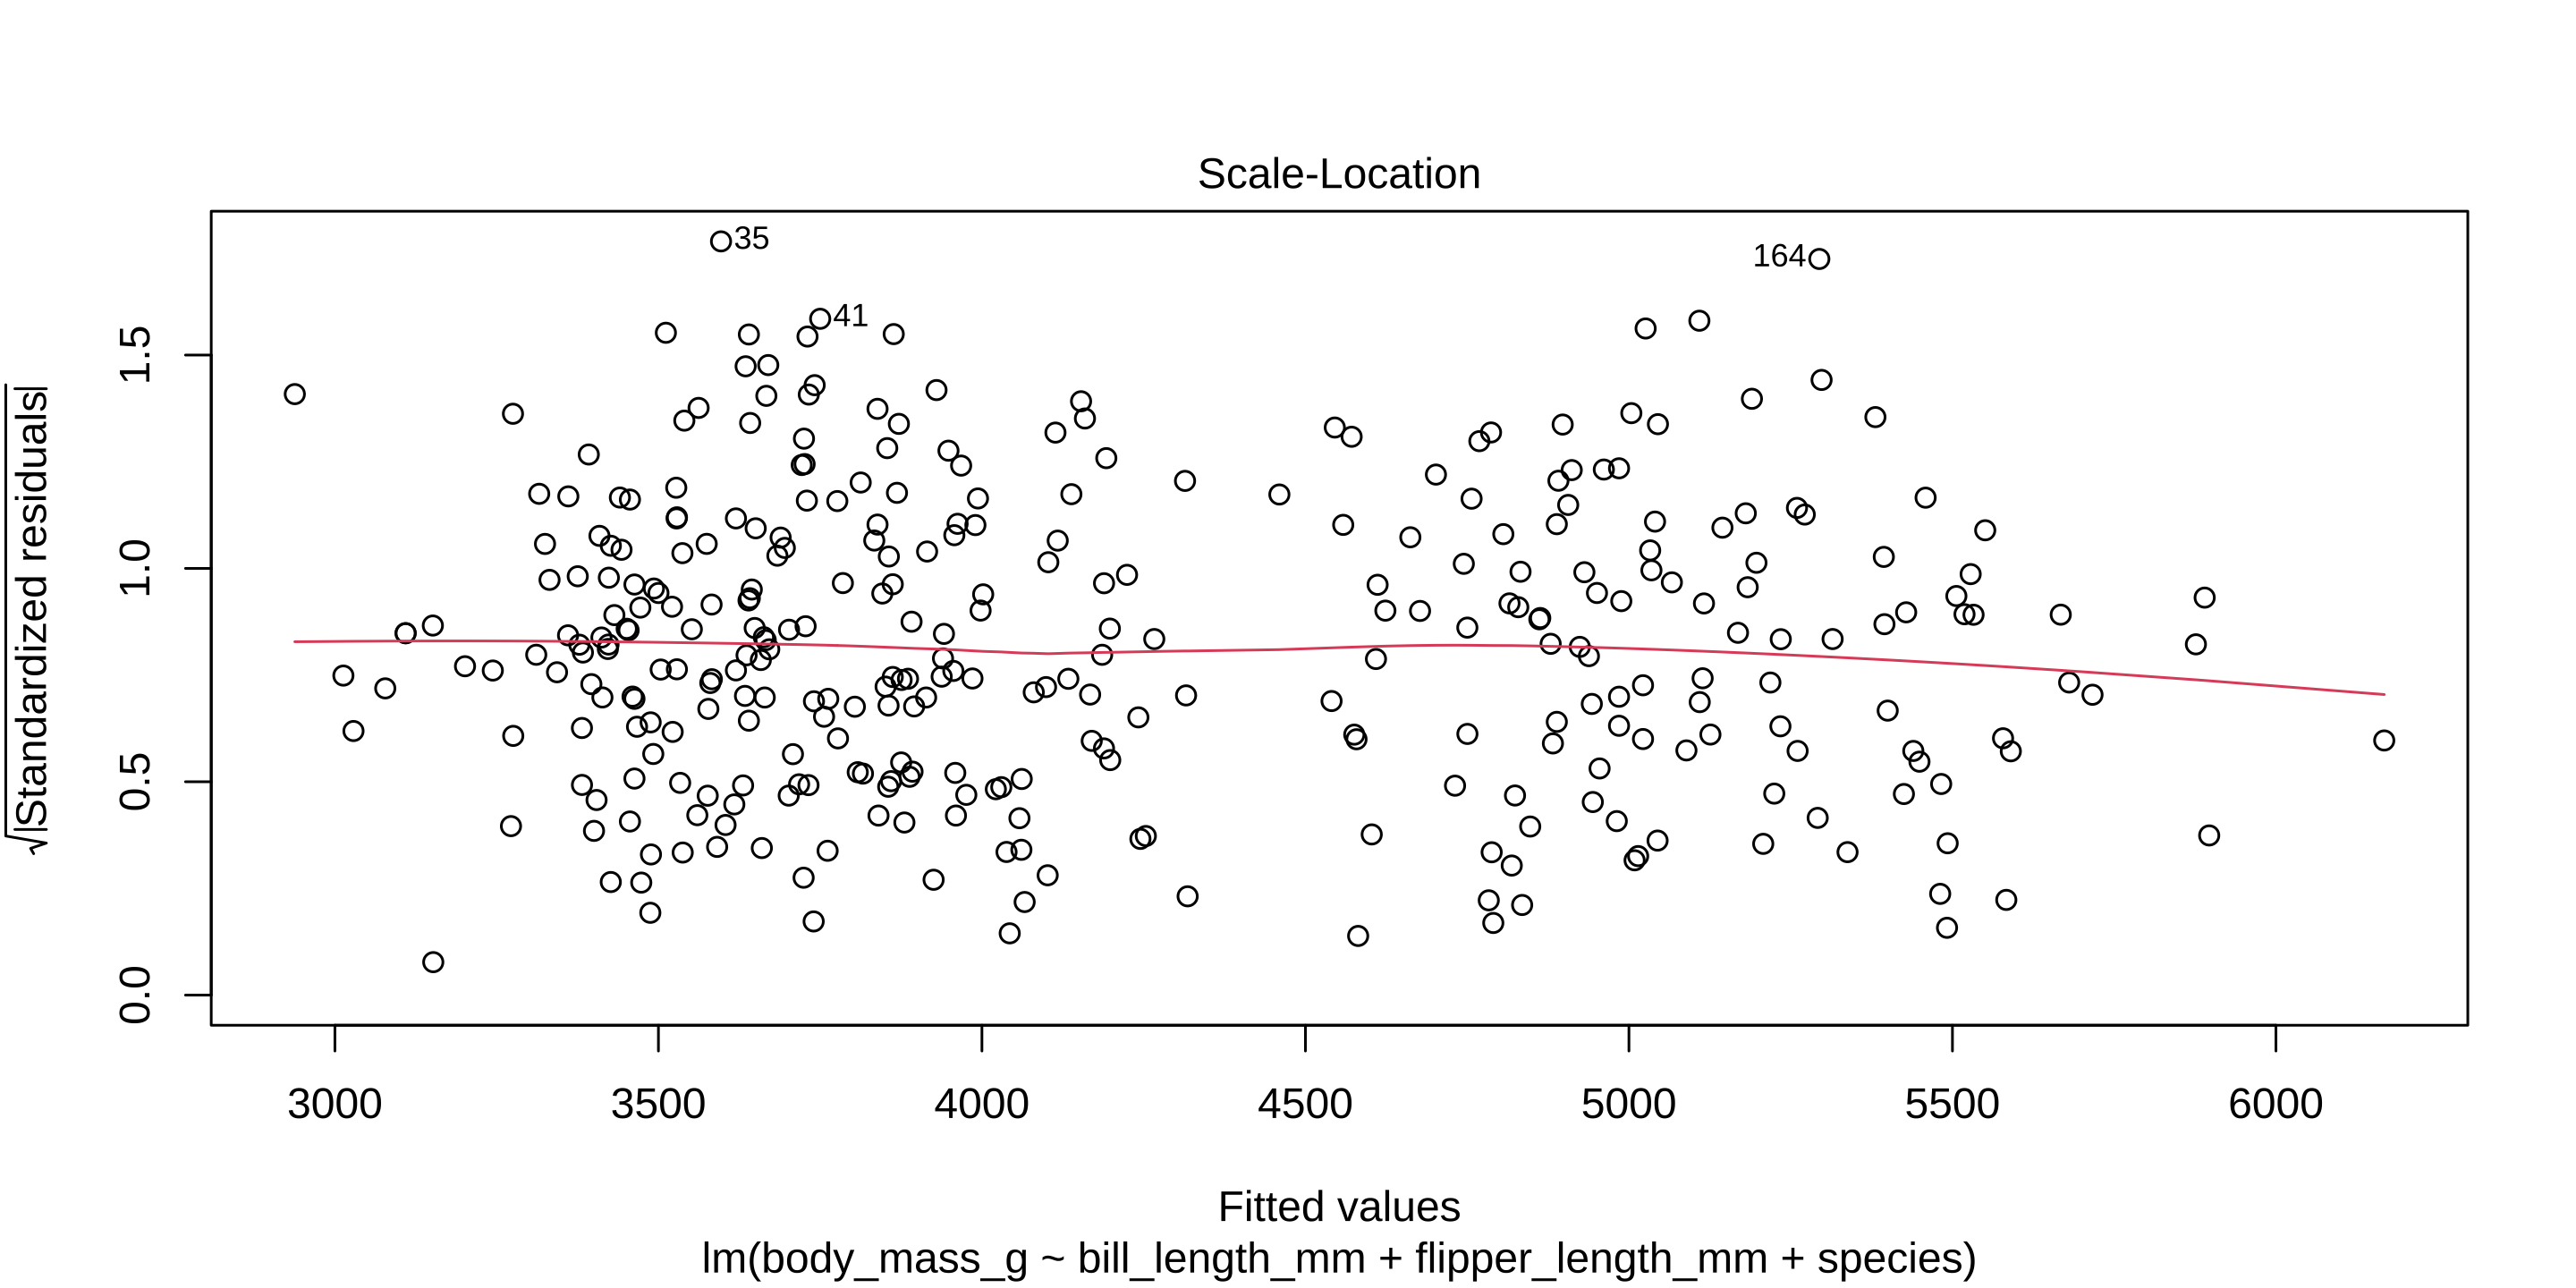 Scale-Location
35
164
41
√|Standardized residuals|
1.5
1.0
0.5
0.0
3000 3500 4000 4500 5000 5500 6000
Fitted values
lm(body_mass_g ~ bill_length_mm + flipper_length_mm + species)